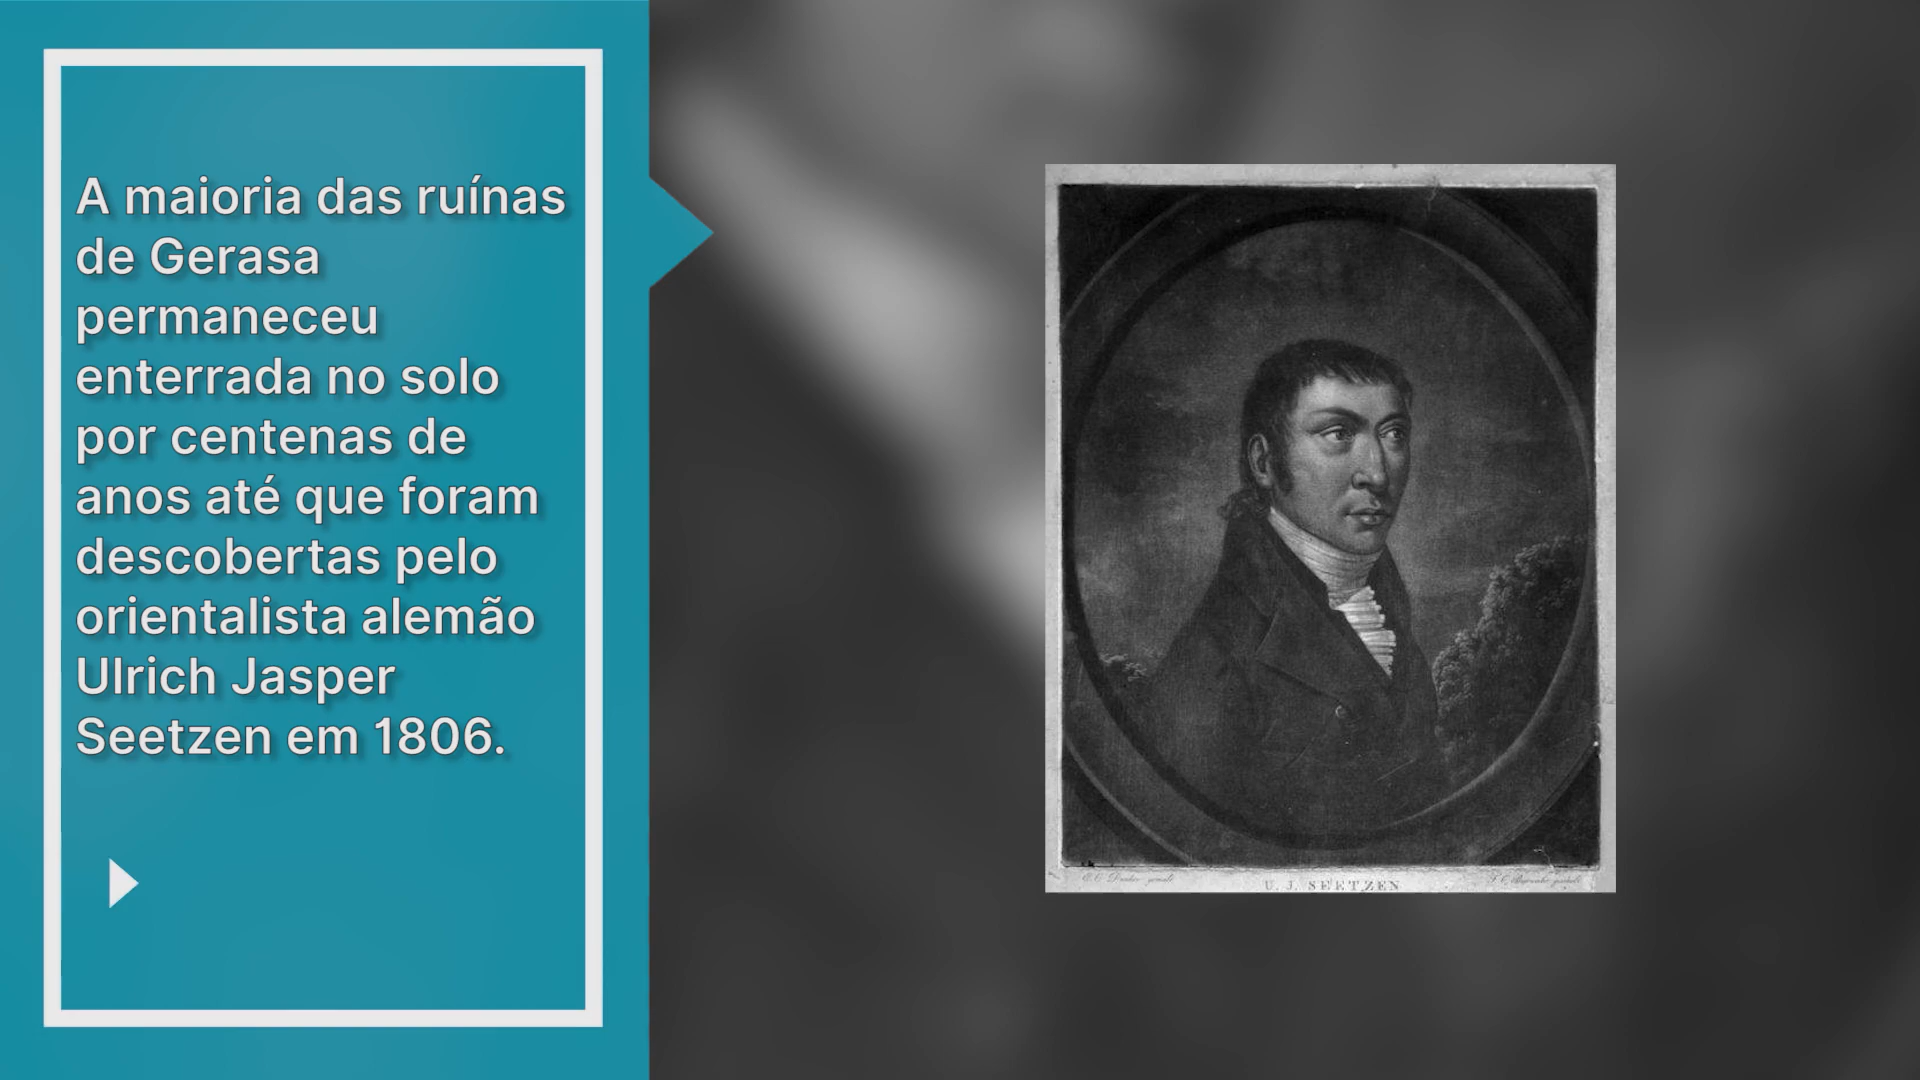 A maioria das ruínas
de Gerasa
permaneceu
enterrada no solo
por centenas de
anos até que foram
descobertas pelo
orientalista alemão
Ulrich Jasper
Seetzen em 1806.
U. J. SEETZEN